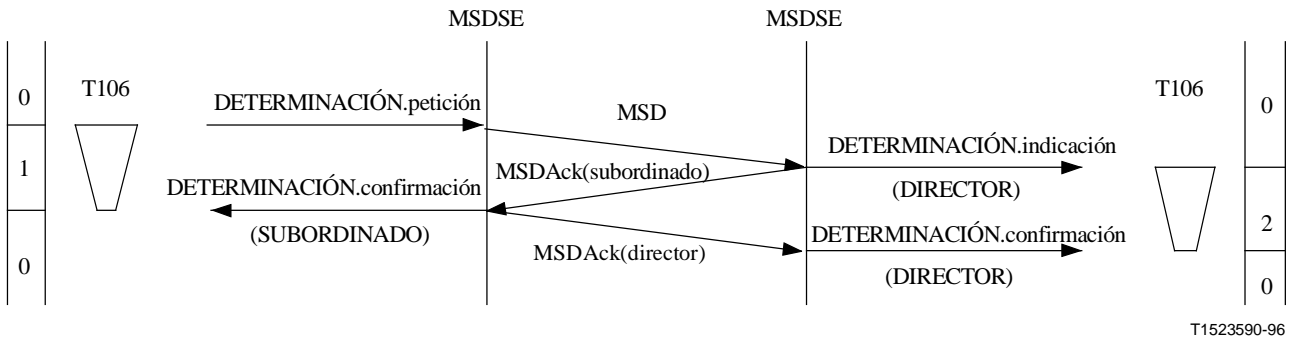 MSDSE MSDSE
T106 T106
0 DETERMINACIÓN.petición MSD 0
DETERMINACIÓN.indicación
1 MSDAck(subordinado)
DETERMINACIÓN.confirmación (DIRECTOR)
(SUBORDINADO) DETERMINACIÓN.confirmación 2
MSDAck(director)
0 (DIRECTOR) 0
T1523590-96